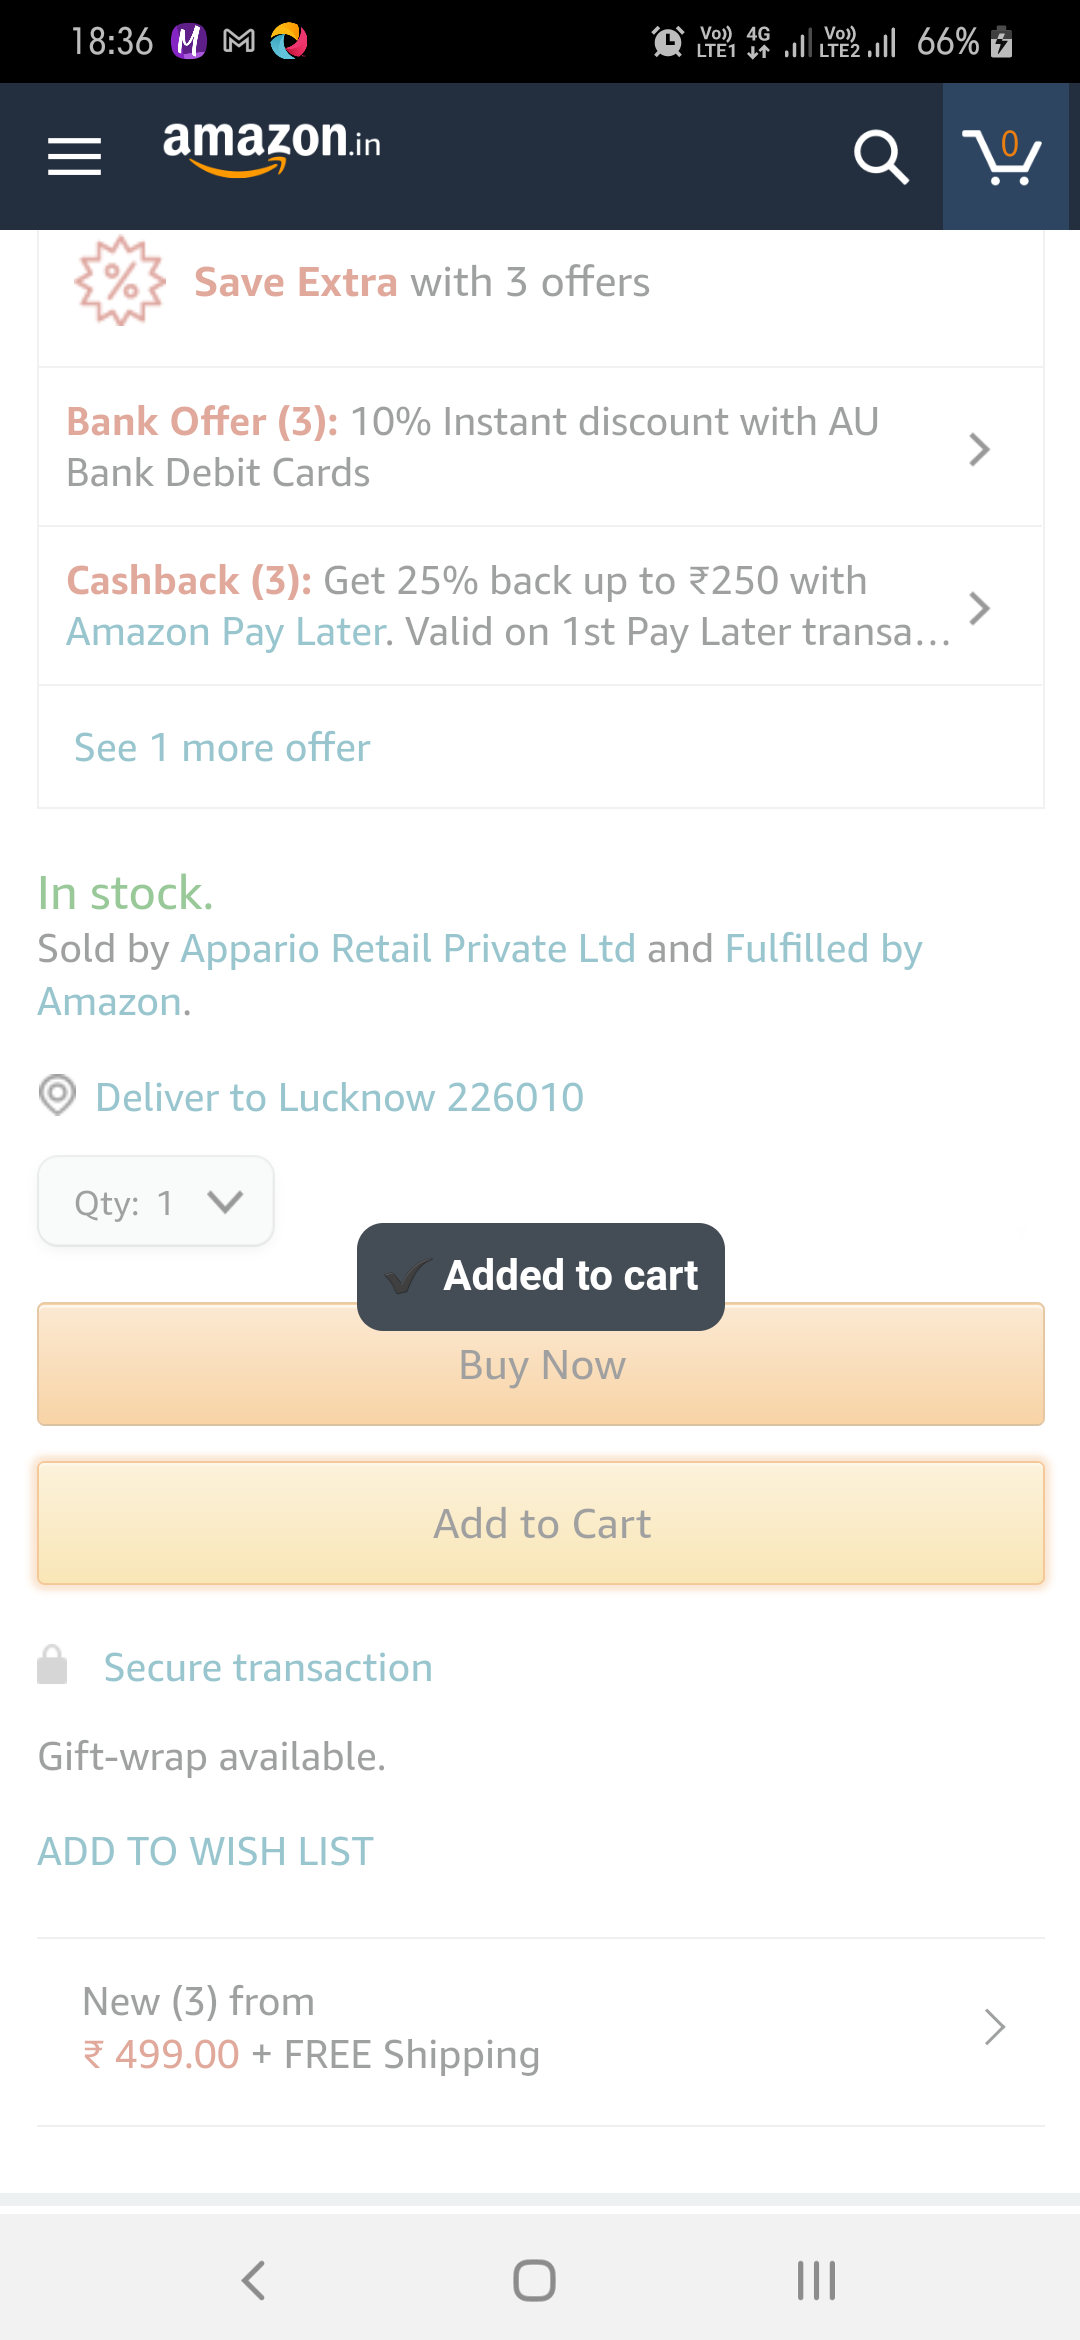 18:36 M Vo)) LTE1 4G Vo)) LTE2 66%
amazon.in 0
Save Extra with 3 offers
Bank Offer (3): 10% Instant discount with AU
Bank Debit Cards
Cashback (3): Get 25% back up to ₹250 with
Amazon Pay Later. Valid on 1st Pay Later transa...
See 1 more offer
In stock.
Sold by Appario Retail Private Ltd and Fulfilled by
Amazon.
Deliver to Lucknow 226010
Qty: 1
Added to cart
Buy Now
Add to Cart
Secure transaction
Gift-wrap available.
ADD TO WISH LIST
New (3) from
₹ 499.00 + FREE Shipping